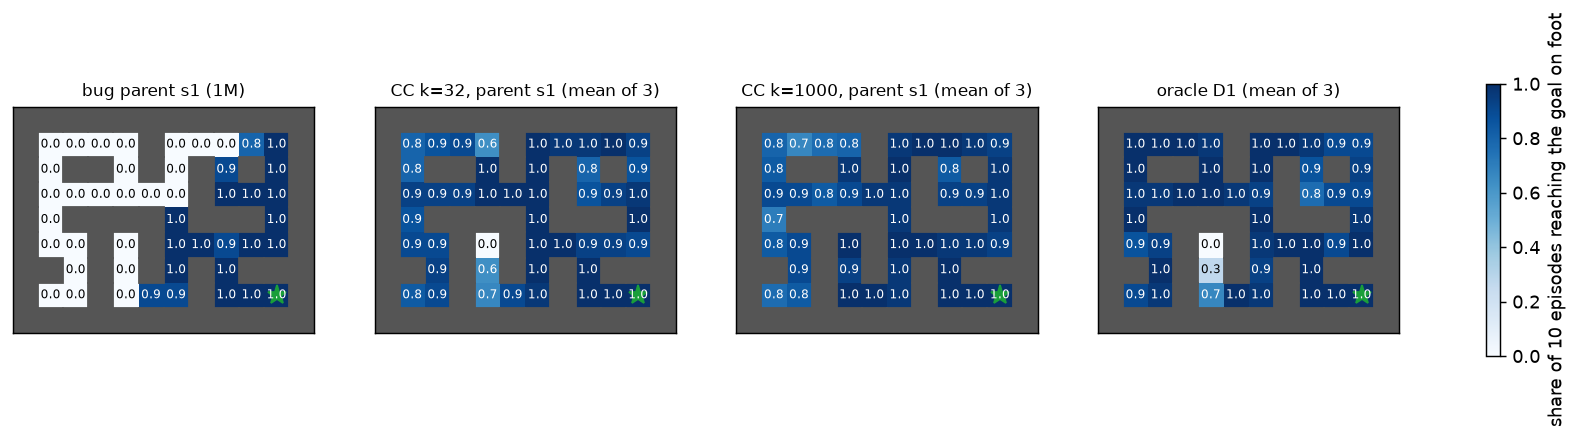 bug parent s1 (1M)
0.0 0.0 0.0 0.0 0.0 0.0 0.0 0.8 1.0
0.0 0.0 0.0 0.9 1.0
0.0 0.0 0.0 0.0 0.0 0.0 1.0 1.0 1.0
0.0 1.0 1.0
0.0 0.0 0.0 1.0 1.0 0.9 1.0 1.0
0.0 0.0 1.0 1.0
0.0 0.0 0.0 0.9 0.9 1.0 1.0 1.0
CC k=32, parent s1 (mean of 3)
0.8 0.9 0.9 0.6 1.0 1.0 1.0 1.0 0.9
0.8 1.0 1.0 0.8 0.9
0.9 0.9 0.9 1.0 1.0 1.0 0.9 0.9 1.0
0.9 1.0 1.0
0.9 0.9 0.0 1.0 1.0 0.9 0.9 0.9
0.9 0.6 1.0 1.0
0.8 0.9 0.7 0.9 1.0 1.0 1.0 1.0
CC k=1000, parent s1 (mean of 3)
0.8 0.7 0.8 0.8 1.0 1.0 1.0 1.0 0.9
0.8 1.0 1.0 0.8 1.0
0.9 0.9 0.8 0.9 1.0 1.0 0.9 0.9 1.0
0.7 1.0 1.0
0.8 0.9 1.0 1.0 1.0 1.0 1.0 0.9
0.9 0.9 1.0 1.0
0.8 0.8 1.0 1.0 1.0 1.0 1.0 1.0
oracle D1 (mean of 3)
1.0 1.0 1.0 1.0 1.0 1.0 1.0 0.9 0.9
1.0 1.0 1.0 0.9 0.9
1.0 1.0 1.0 1.0 1.0 0.9 0.8 0.9 0.9
1.0 1.0 1.0
0.9 0.9 0.0 1.0 1.0 1.0 0.9 1.0
1.0 0.3 0.9 1.0
0.9 1.0 0.7 1.0 1.0 1.0 1.0 1.0
1.0
0.8
0.6
0.4
0.2
0.0
share of 10 episodes reaching the goal on foot